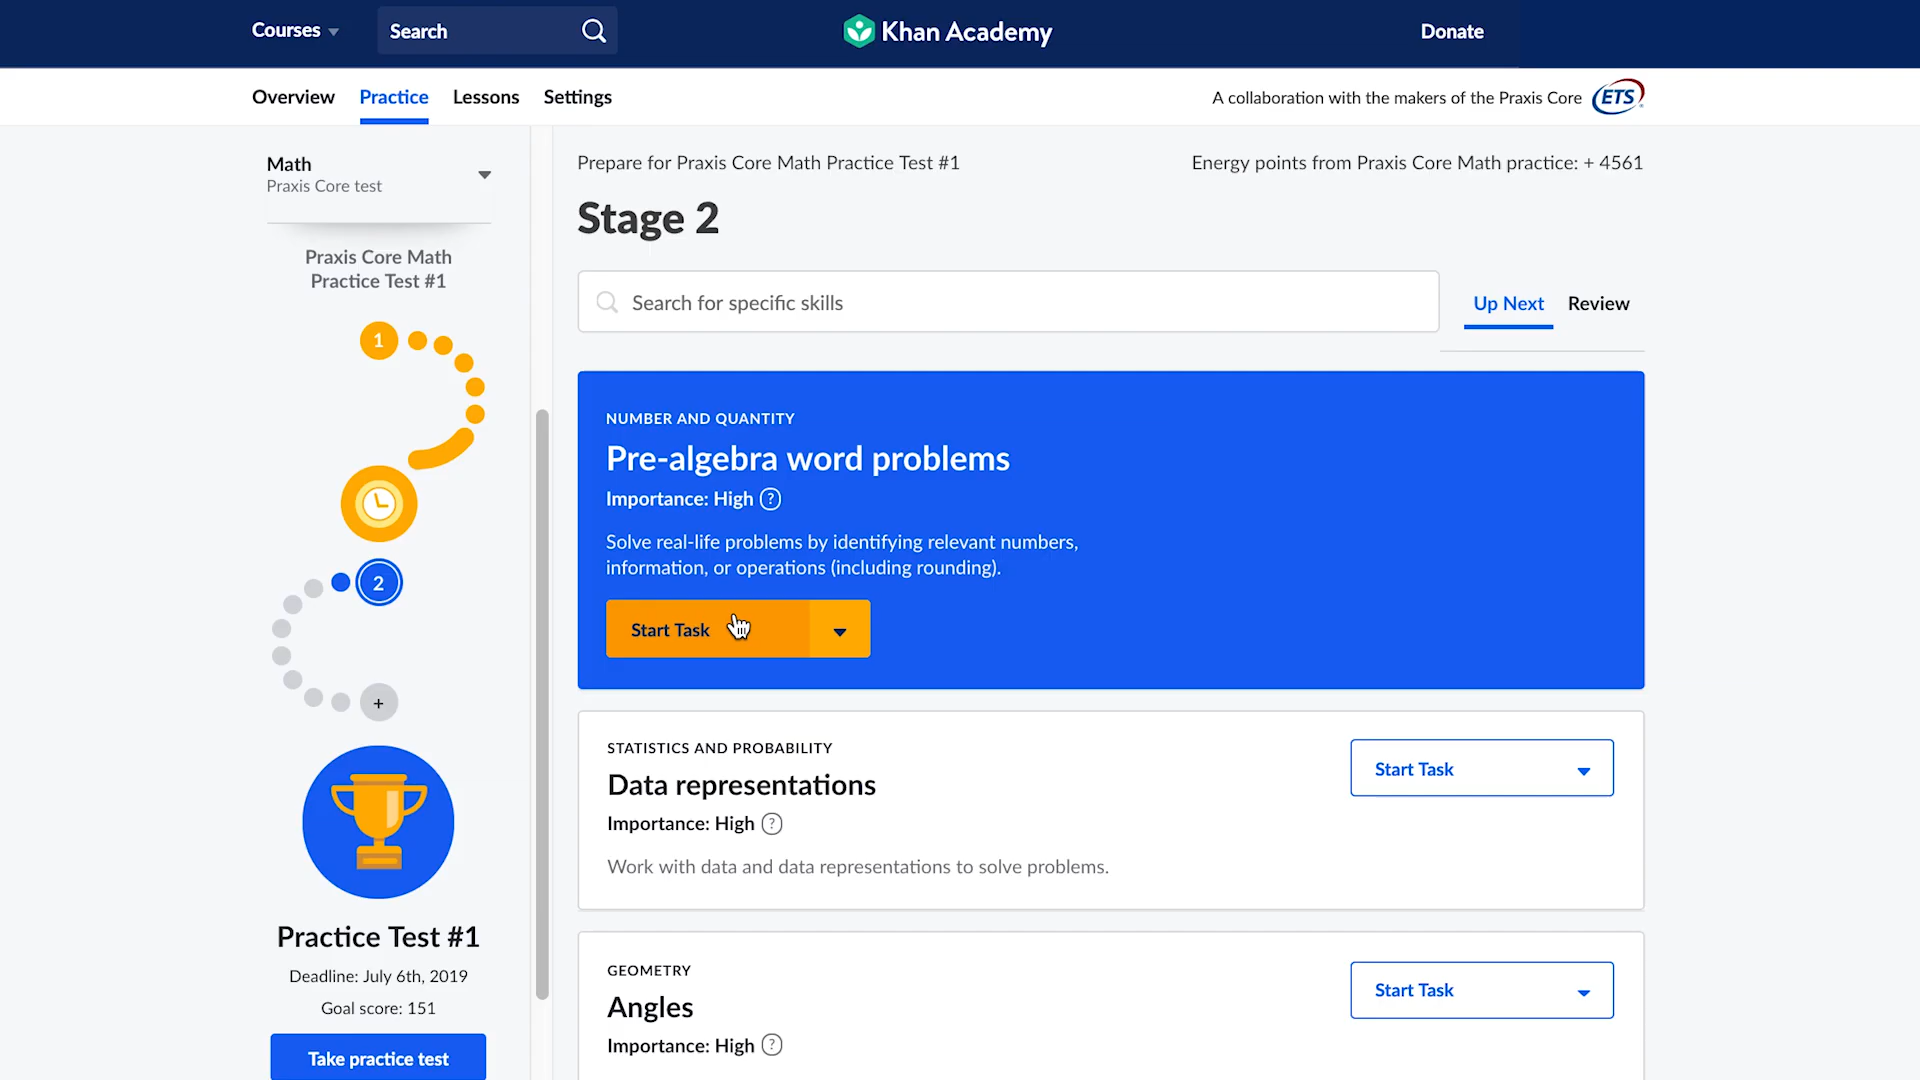 Courses
Search
Khan Academy
Donate
Overview
Practice
Lessons
Settings
A collaboration with the makers of the Praxis Core
ETS
Math
Praxis Core test
Praxis Core Math
Practice Test #1
1
2
+
Practice Test #1
Deadline: July 6th, 2019
Goal score: 151
Take practice test
Prepare for Praxis Core Math Practice Test #1
Energy points from Praxis Core Math practice: + 4561
Stage 2
Search for specific skills
Up Next
Review
NUMBER AND QUANTITY
Pre-algebra word problems
Importance: High ?
Solve real-life problems by identifying relevant numbers,
information, or operations (including rounding).
Start Task
STATISTICS AND PROBABILITY
Data representations
Importance: High ?
Work with data and data representations to solve problems.
Start Task
GEOMETRY
Angles
Importance: High ?
Start Task